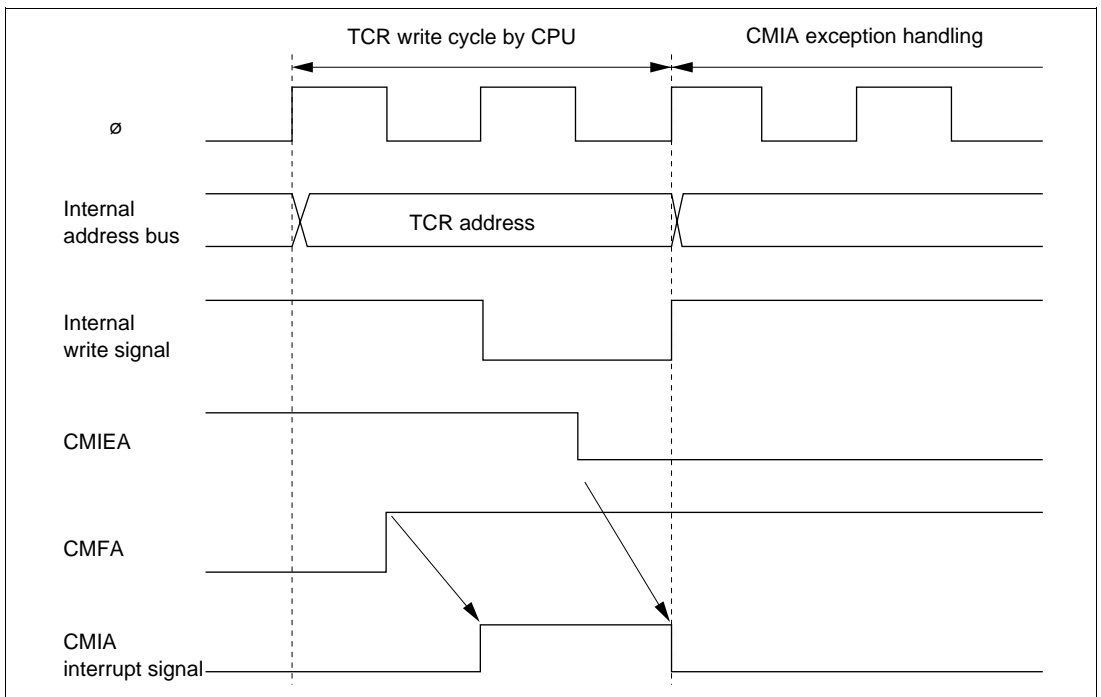 TCR write cycle by CPU
CMIA exception handling
ø
Internal
address bus
TCR address
Internal
write signal
CMIEA
CMFA
CMIA
interrupt signal